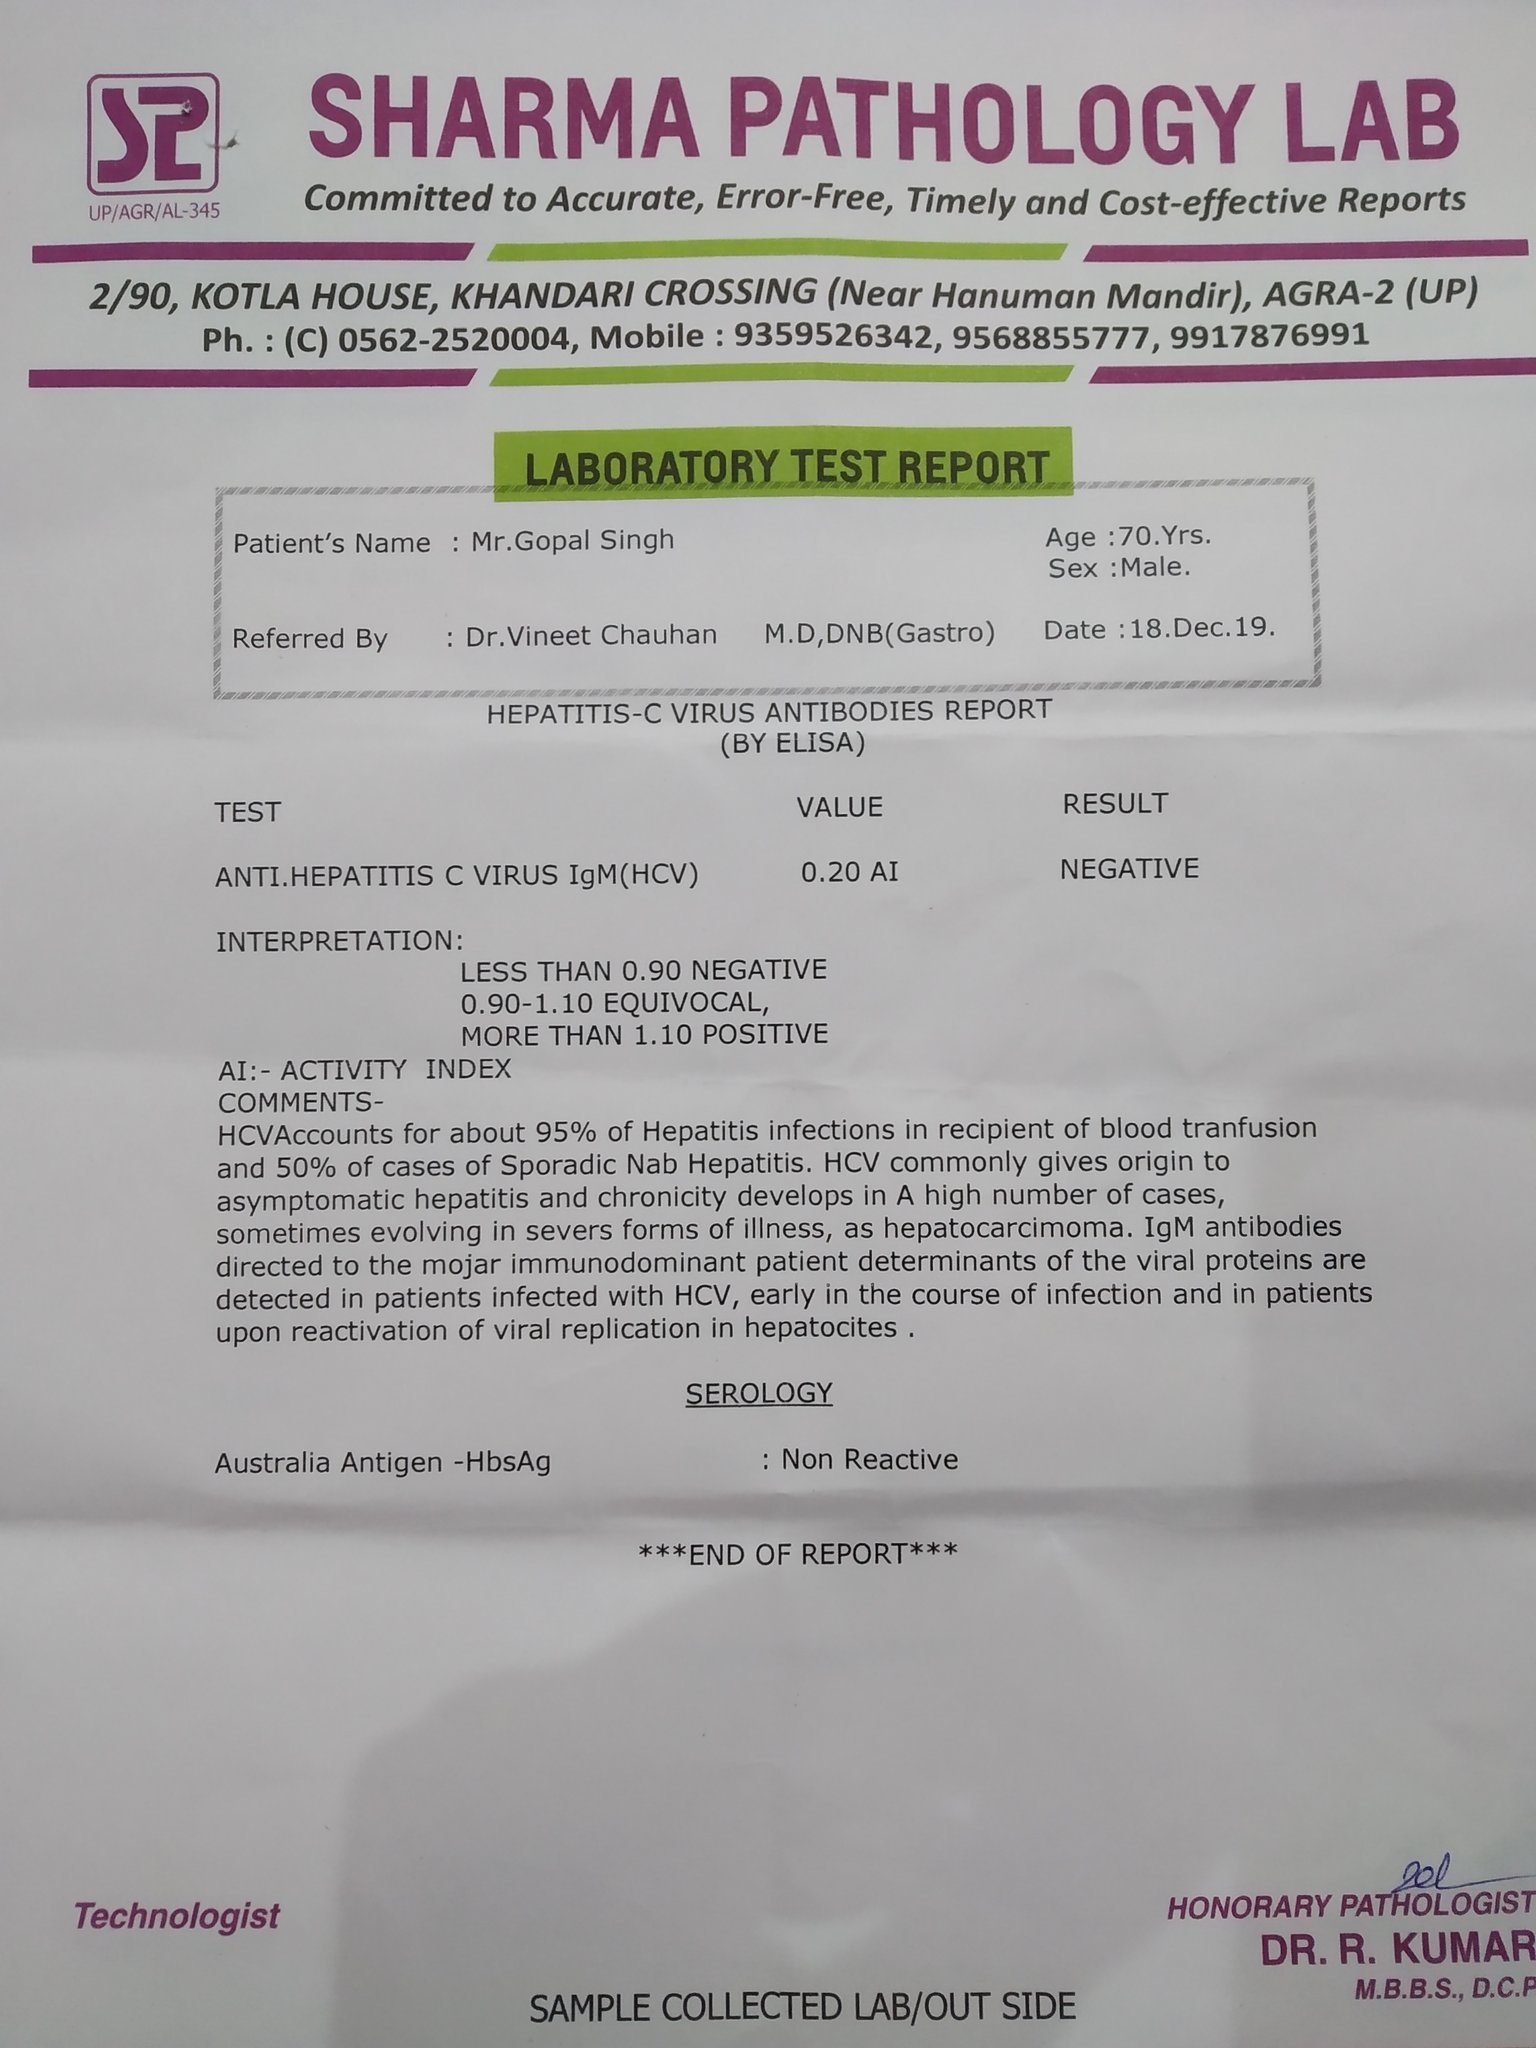 SP
UP/AGR/AL-345
SHARMA PATHOLOGY LAB
Committed to Accurate, Error-Free, Timely and Cost-effective Reports
2/90, KOTLA HOUSE, KHANDARI CROSSING (Near Hanuman Mandir), AGRA-2 (UP)
Ph. : (C) 0562-2520004, Mobile : 9359526342, 9568855777, 9917876991
LABORATORY TEST REPORT
Patient's Name : Mr.Gopal Singh Age :70.Yrs.
Sex :Male.
Referred By : Dr.Vineet Chauhan M.D,DNB(Gastro) Date :18.Dec.19.
HEPATITIS-C VIRUS ANTIBODIES REPORT
(BY ELISA)
TEST VALUE RESULT
ANTI.HEPATITIS C VIRUS IgM(HCV) 0.20 AI NEGATIVE
INTERPRETATION:
LESS THAN 0.90 NEGATIVE
0.90-1.10 EQUIVOCAL,
MORE THAN 1.10 POSITIVE
AI:- ACTIVITY INDEX
COMMENTS-
HCVAccounts for about 95% of Hepatitis infections in recipient of blood tranfusion
and 50% of cases of Sporadic Nab Hepatitis. HCV commonly gives origin to
asymptomatic hepatitis and chronicity develops in A high number of cases,
sometimes evolving in severs forms of illness, as hepatocarcimoma. IgM antibodies
directed to the mojar immunodominant patient determinants of the viral proteins are
detected in patients infected with HCV, early in the course of infection and in patients
upon reactivation of viral replication in hepatocites .
SEROLOGY
Australia Antigen -HbsAg : Non Reactive
***END OF REPORT***
Technologist
HONORARY PATHOLOGIST
DR. R. KUMAR
M.B.B.S., D.C.P
SAMPLE COLLECTED LAB/OUT SIDE